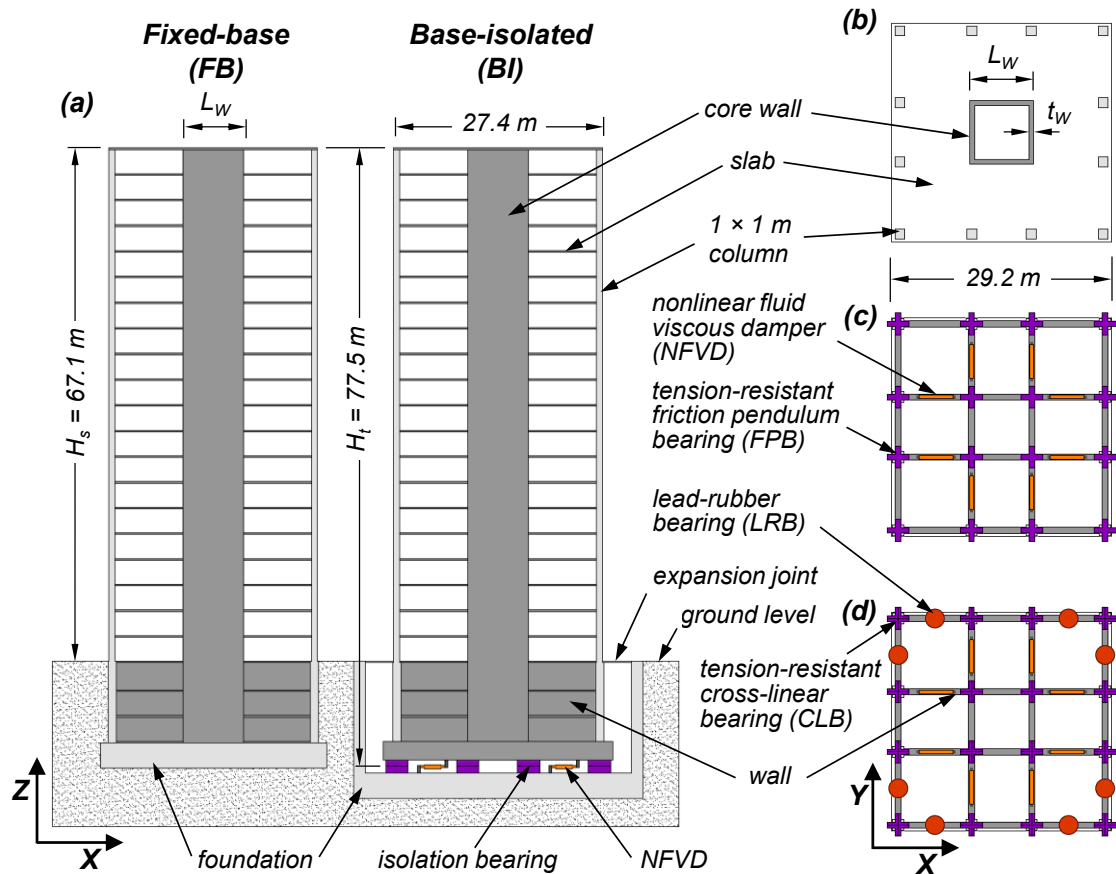 Fixed-base
(FB)
Base-isolated
(BI)
(a)
L_W
27.4 m
H_s = 67.1 m
H_t = 77.5 m
core wall
slab
1 × 1 m
column
(b)
L_W
t_W
29.2 m
nonlinear fluid
viscous damper
(NFVD)
(c)
tension-resistant
friction pendulum
bearing (FPB)
lead-rubber
bearing (LRB)
expansion joint
ground level
(d)
tension-resistant
cross-linear
bearing (CLB)
wall
Z
X
foundation
isolation bearing
NFVD
Y
X